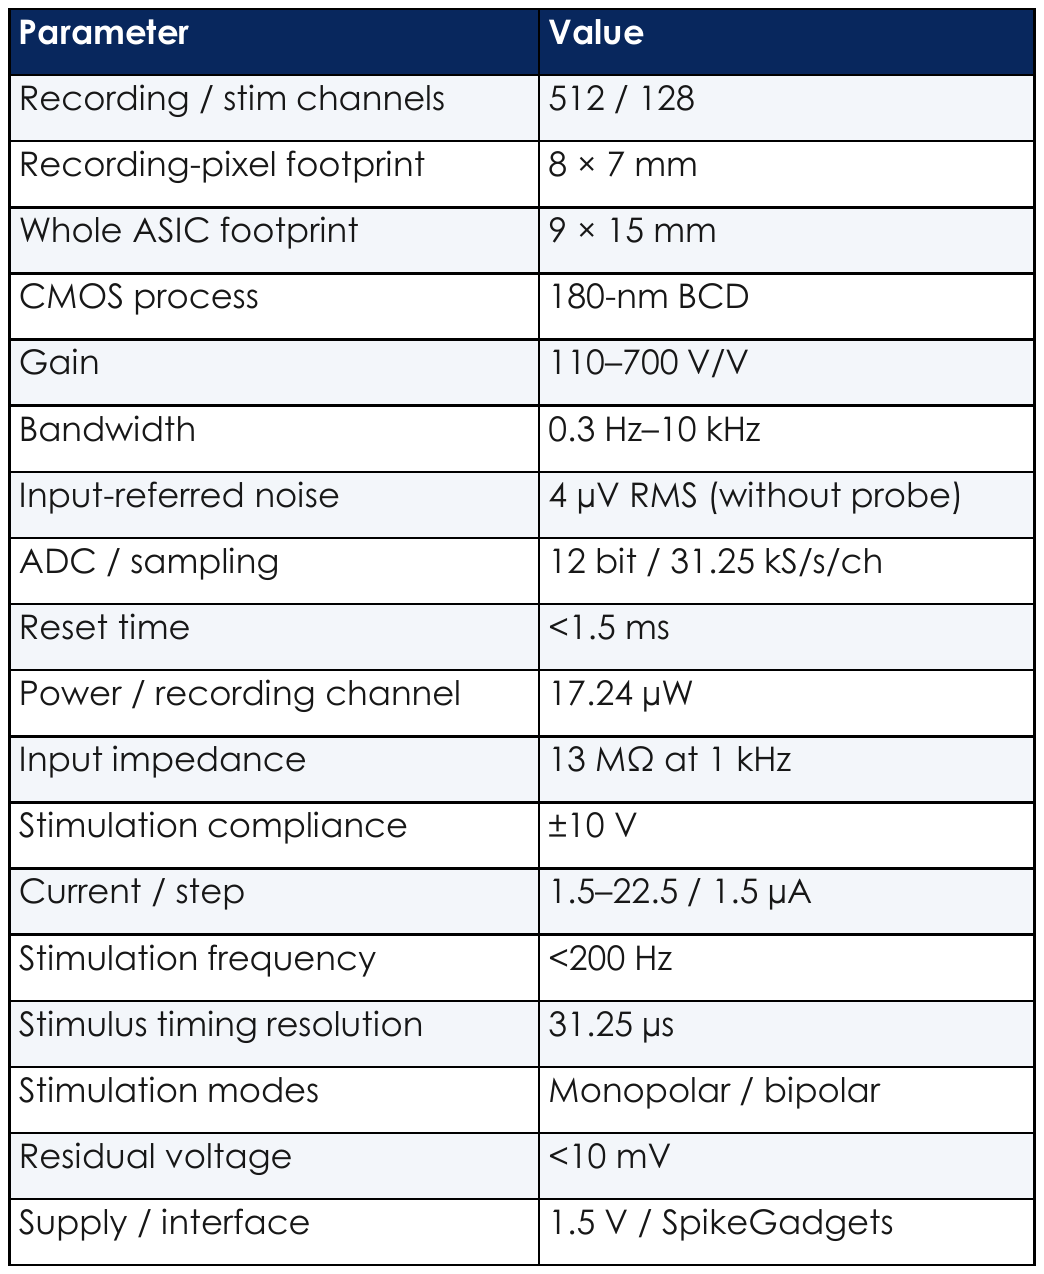 Parameter Value
Recording / stim channels 512 / 128
Recording-pixel footprint 8 × 7 mm
Whole ASIC footprint 9 × 15 mm
CMOS process 180-nm BCD
Gain 110–700 V/V
Bandwidth 0.3 Hz–10 kHz
Input-referred noise 4 µV RMS (without probe)
ADC / sampling 12 bit / 31.25 kS/s/ch
Reset time <1.5 ms
Power / recording channel 17.24 µW
Input impedance 13 MΩ at 1 kHz
Stimulation compliance ±10 V
Current / step 1.5–22.5 / 1.5 µA
Stimulation frequency <200 Hz
Stimulus timing resolution 31.25 µs
Stimulation modes Monopolar / bipolar
Residual voltage <10 mV
Supply / interface 1.5 V / SpikeGadgets